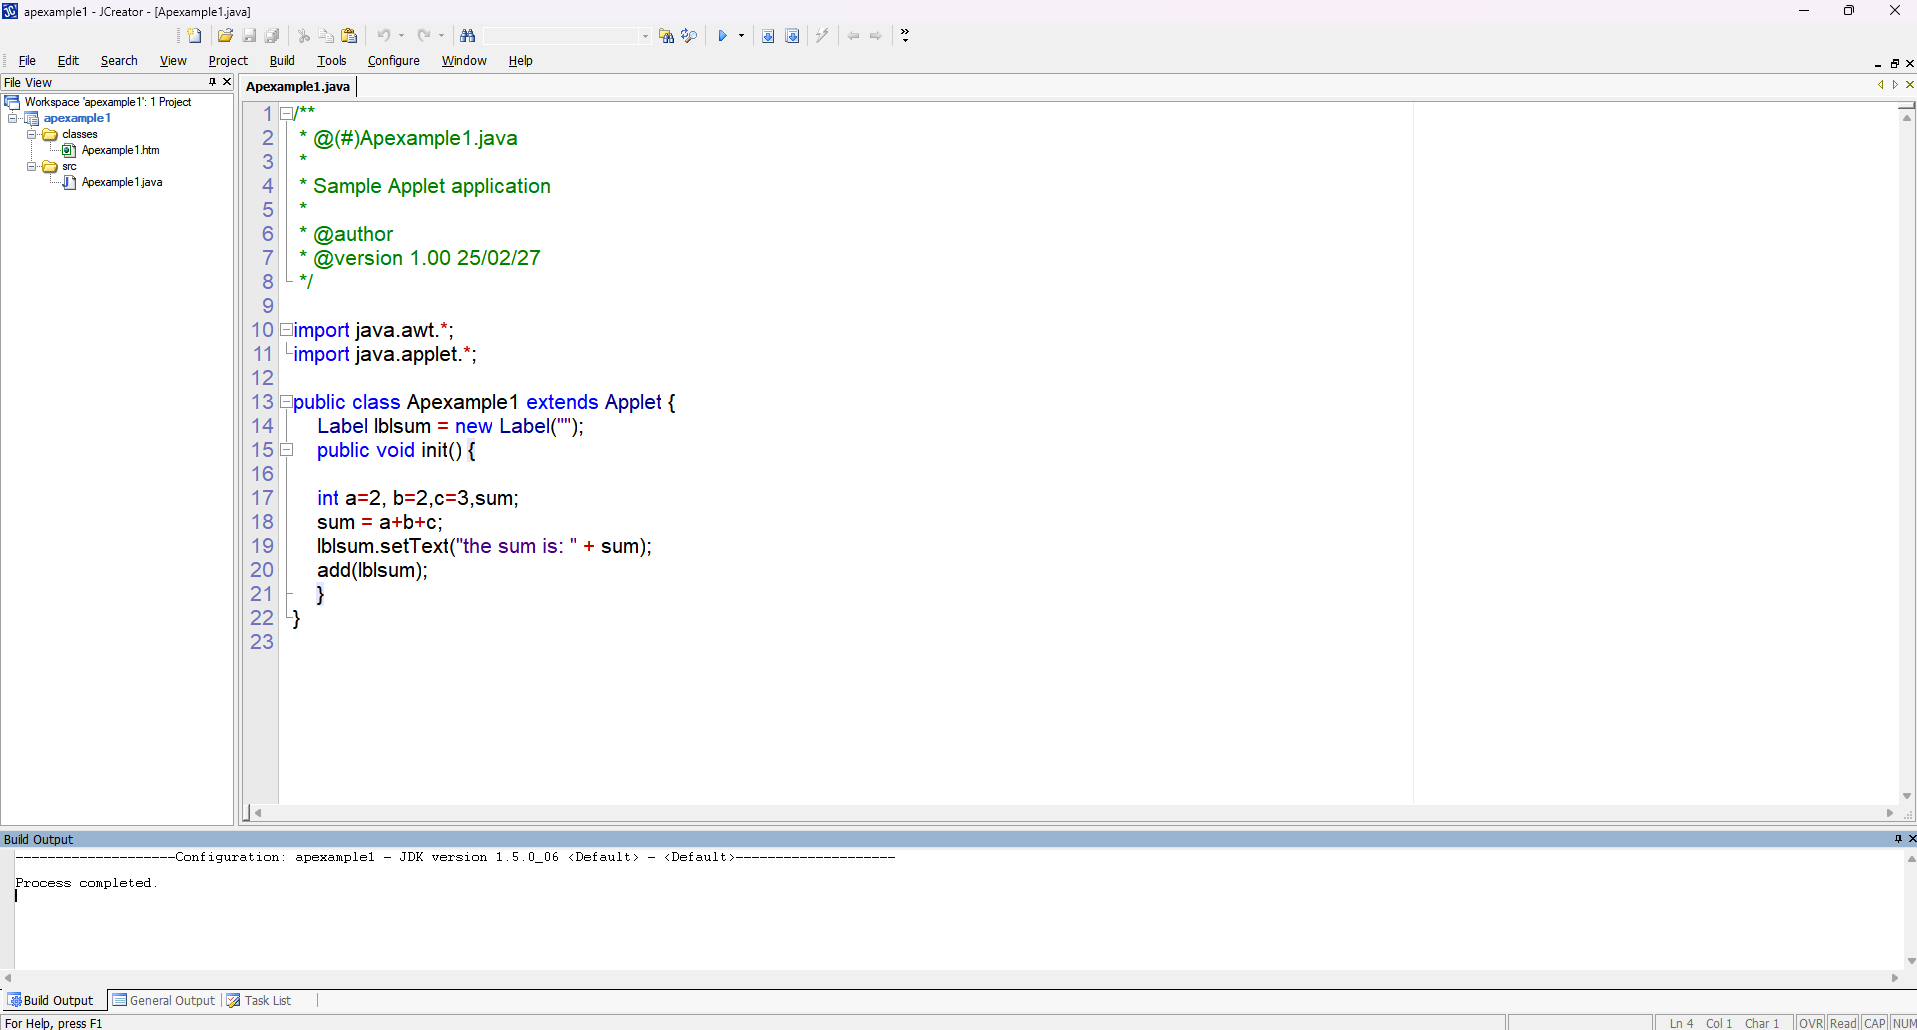 apexample1 - JCreator - [Apexample1.java]
File Edit Search View Project Build Tools Configure Window Help
File View
Workspace 'apexample1': 1 Project
apexample1
classes
Apexample1.htm
src
Apexample1.java
Apexample1.java
1 /**
2 * @(#)Apexample1.java
3 *
4 * Sample Applet application
5 *
6 * @author
7 * @version 1.00 25/02/27
8 */
9
10 import java.awt.*;
11 import java.applet.*;
12
13 public class Apexample1 extends Applet {
14 Label lblsum = new Label("");
15 public void init() {
16
17 int a=2, b=2,c=3,sum;
18 sum = a+b+c;
19 lblsum.setText("the sum is: " + sum);
20 add(lblsum);
21 }
22 }
23
Build Output
--------------------Configuration: apexample1 - JDK version 1.5.0_06 <Default> - <Default>--------------------
Process completed.
Build Output General Output Task List
For Help, press F1
Ln 4 Col 1 Char 1 OVR Read CAP NUM